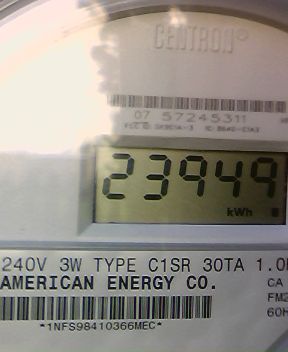 CENTRON®
07 57245311
23949
kWh
240V 3W TYPE C1SR 30TA 1.0
AMERICAN ENERGY CO. CA
FM2
60H
*1NFS98410366MEC*